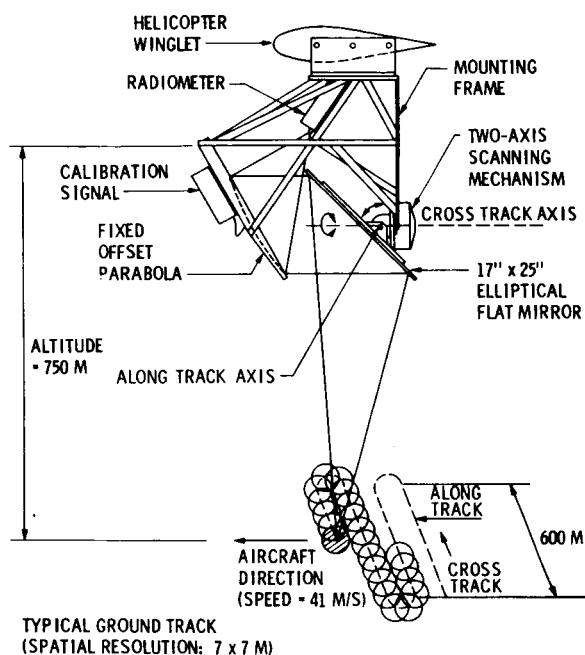 HELICOPTER
WINGLET
RADIOMETER
MOUNTING
FRAME
TWO-AXIS
SCANNING
MECHANISM
CALIBRATION
SIGNAL
CROSS TRACK AXIS
FIXED
OFFSET
PARABOLA
17" x 25"
ELLIPTICAL
FLAT MIRROR
ALTITUDE
= 750 M
ALONG TRACK AXIS
ALONG
TRACK
600 M
CROSS
TRACK
AIRCRAFT
DIRECTION
(SPEED = 41 M/S)
TYPICAL GROUND TRACK
(SPATIAL RESOLUTION: 7 x 7 M)